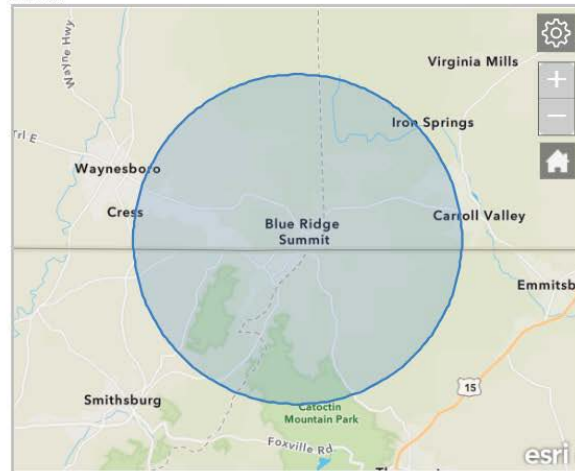 Wayne Hwy
Virginia Mills
+
Trl E
Iron Springs
−
Waynesboro
Cress
Carroll Valley
Blue Ridge
Summit
Emmitsb
15
Smithsburg
Catoctin
Mountain Park
Foxville Rd
esri